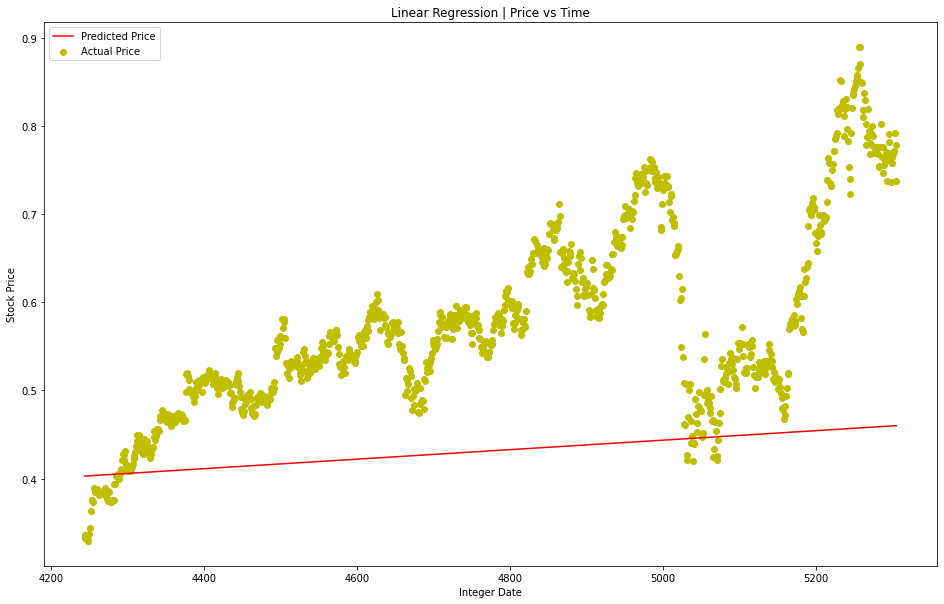 Linear Regression | Price vs Time
Predicted Price
Actual Price
0.9
0.8
0.7
0.6
0.5
0.4
Stock Price
4200
4400
4600
4800
5000
5200
Integer Date